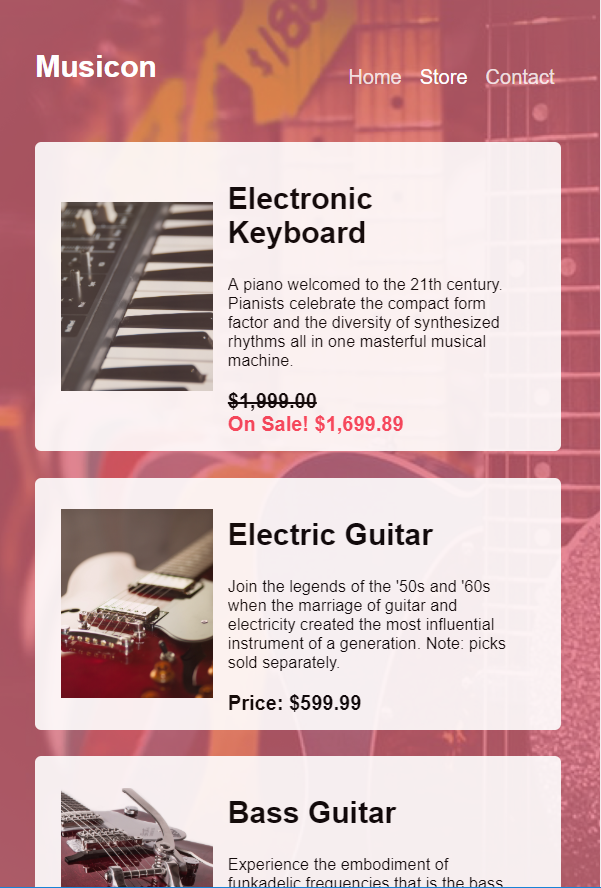 $180
Musicon
Home Store Contact
Electronic
Keyboard
A piano welcomed to the 21th century.
Pianists celebrate the compact form
factor and the diversity of synthesized
rhythms all in one masterful musical
machine.
$1,999.00
On Sale! $1,699.89
Electric Guitar
Join the legends of the '50s and '60s
when the marriage of guitar and
electricity created the most influential
instrument of a generation. Note: picks
sold separately.
Price: $599.99
Bass Guitar
Experience the embodiment of
funkadelic frequencies that is the bass